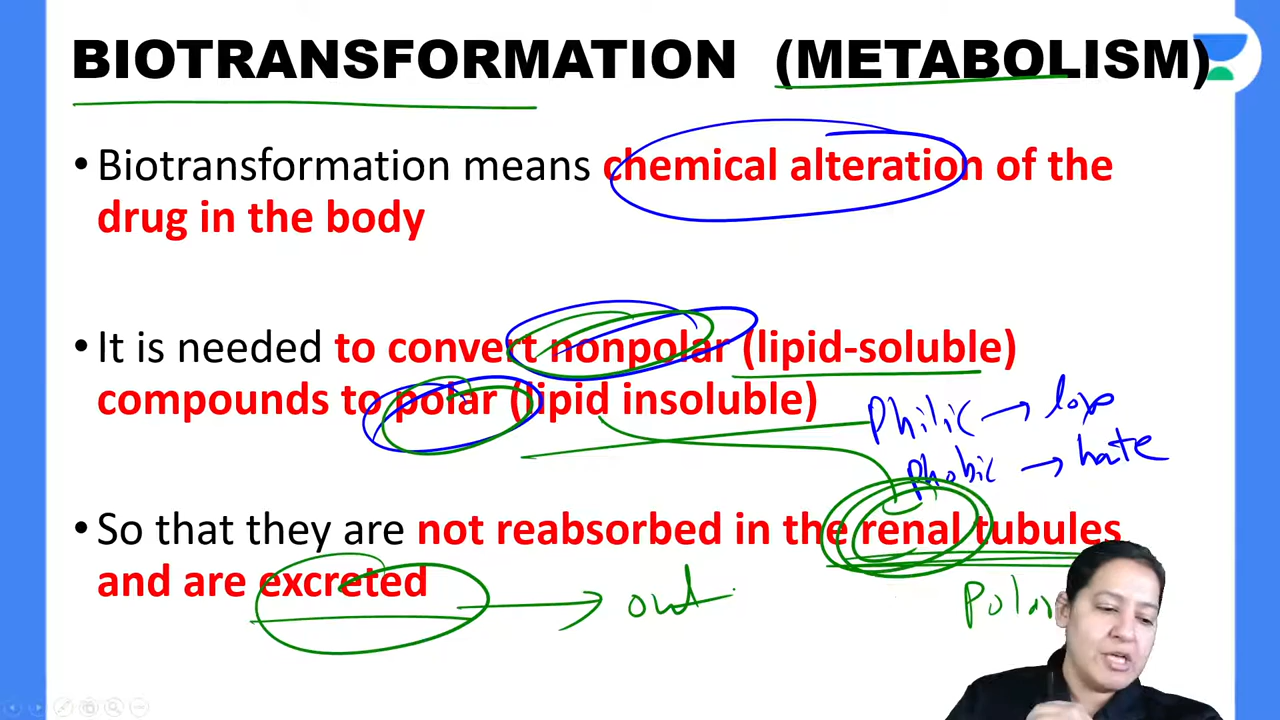 BIOTRANSFORMATION (METABOLISM)
• Biotransformation means chemical alteration of the
drug in the body
• It is needed to convert nonpolar (lipid-soluble)
compounds to polar (lipid insoluble)
Philic → love
Phobic → hate
• So that they are not reabsorbed in the renal tubules
and are excreted → out
Polar